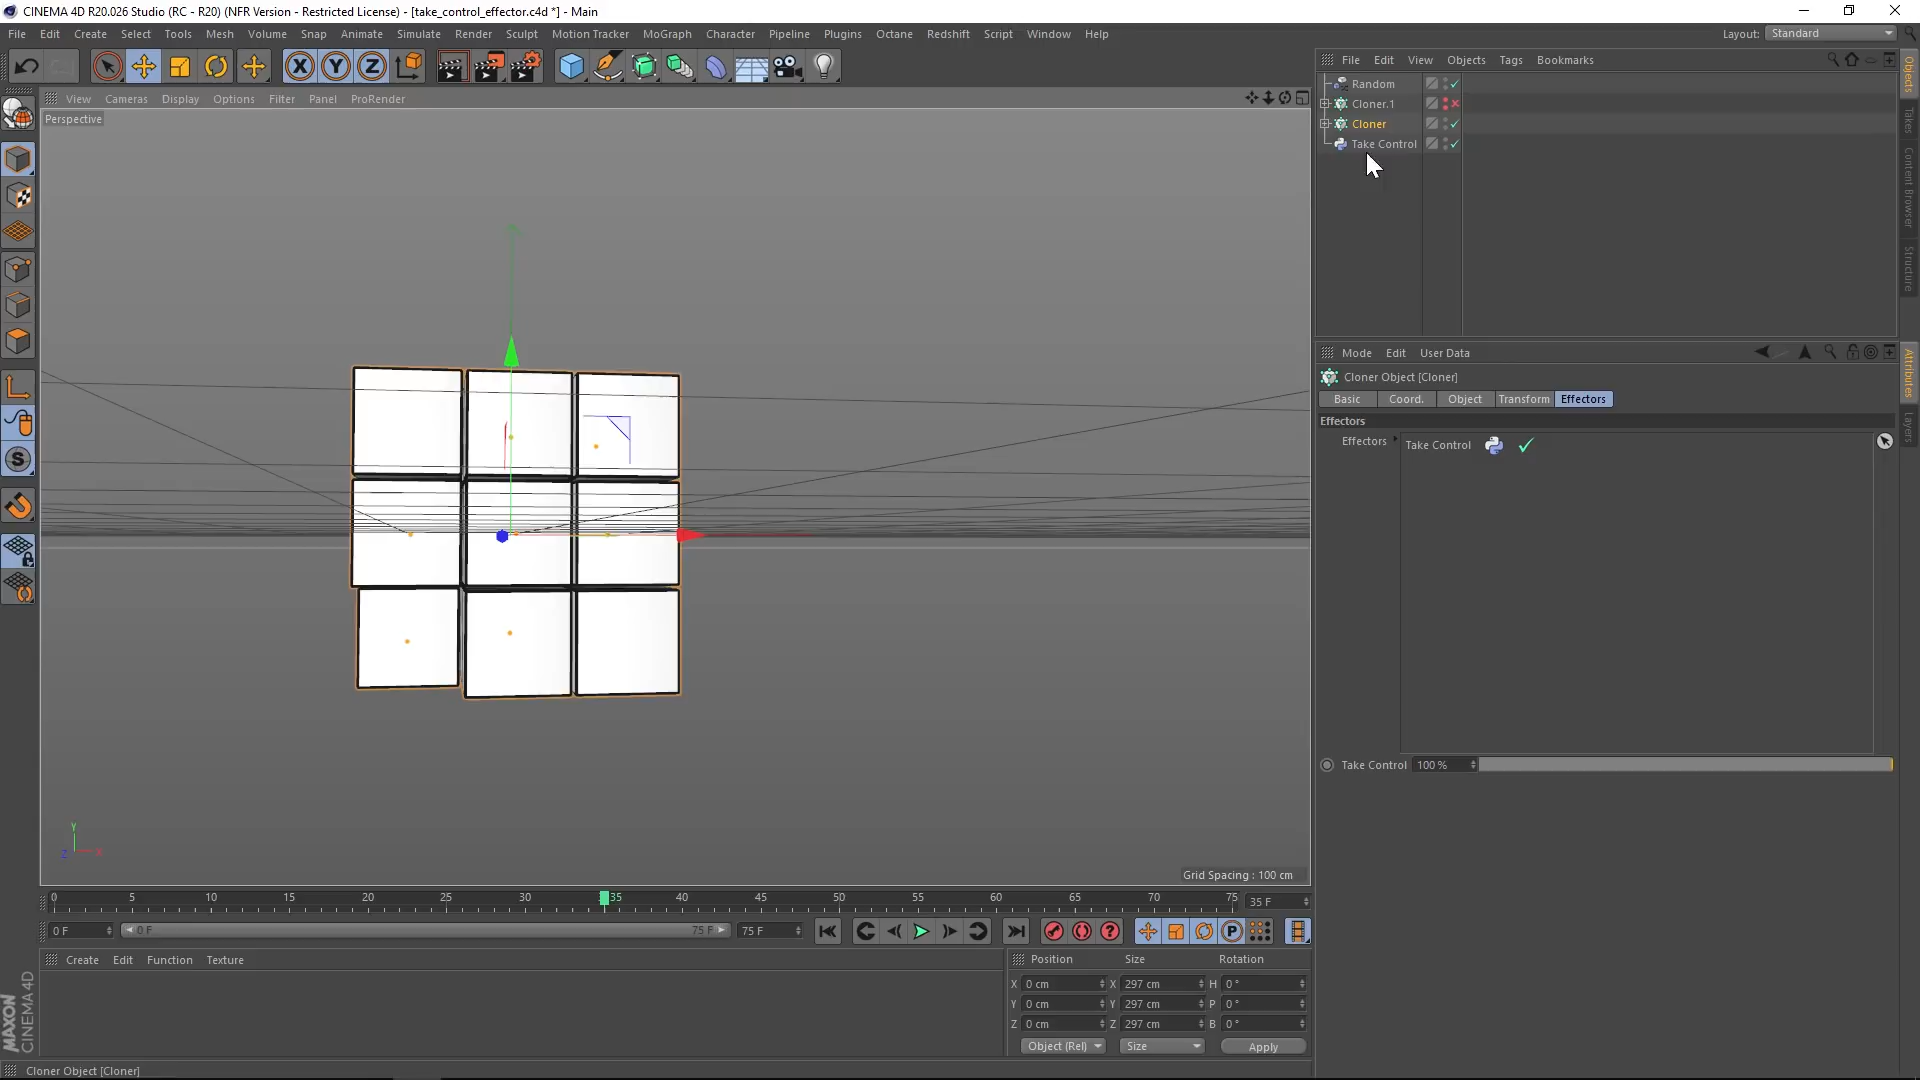 CINEMA 4D R20.026 Studio (RC - R20) (NFR Version - Restricted License) - [take_control_effector.c4d *] - Main
File Edit Create Select Tools Mesh Volume Snap Animate Simulate Render Sculpt Motion Tracker MoGraph Character Pipeline Plugins Octane Redshift Script Window Help
Layout: Standard
File Edit View Objects Tags Bookmarks
Random
Cloner.1
Cloner
Take Control
Objects
Takes
Content Browser
Structure
View Cameras Display Options Filter Panel ProRender
Perspective
Y
Z
X
Grid Spacing : 100 cm
Mode Edit User Data
Cloner Object [Cloner]
Basic Coord. Object Transform Effectors
Effectors
Effectors Take Control
Take Control 100 %
Attributes
Layers
0 5 10 15 20 25 30 35 40 45 50 55 60 65 70 75
35 F
0 F
0 F 75 F
75 F
Create Edit Function Texture
Position Size Rotation
X 0 cm X 297 cm H 0 °
Y 0 cm Y 297 cm P 0 °
Z 0 cm Z 297 cm B 0 °
Object (Rel) Size Apply
MAXON
CINEMA 4D
Cloner Object [Cloner]